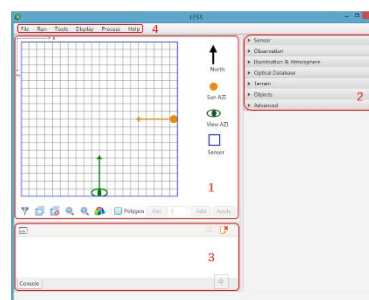 LESS
File Run Tools Display Process Help 4
North
Sun AZI
View AZI
Sensor
1
Polygon Del Add Apply
3
Console
Sensor
Observation
Illumination & Atmosphere
Optical Database
Terrain
Objects
2
Advanced